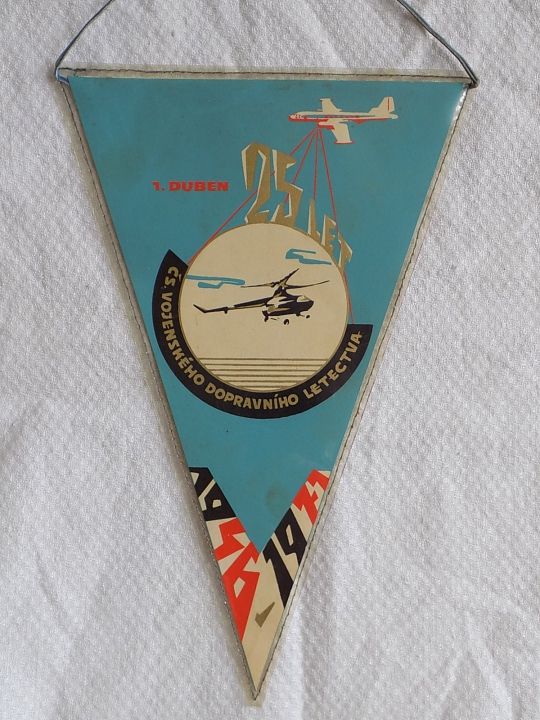 1. DUBEN
25 LET
ČS. VOJENSKÉHO DOPRAVNÍHO LETECTVA
1946 - 1971